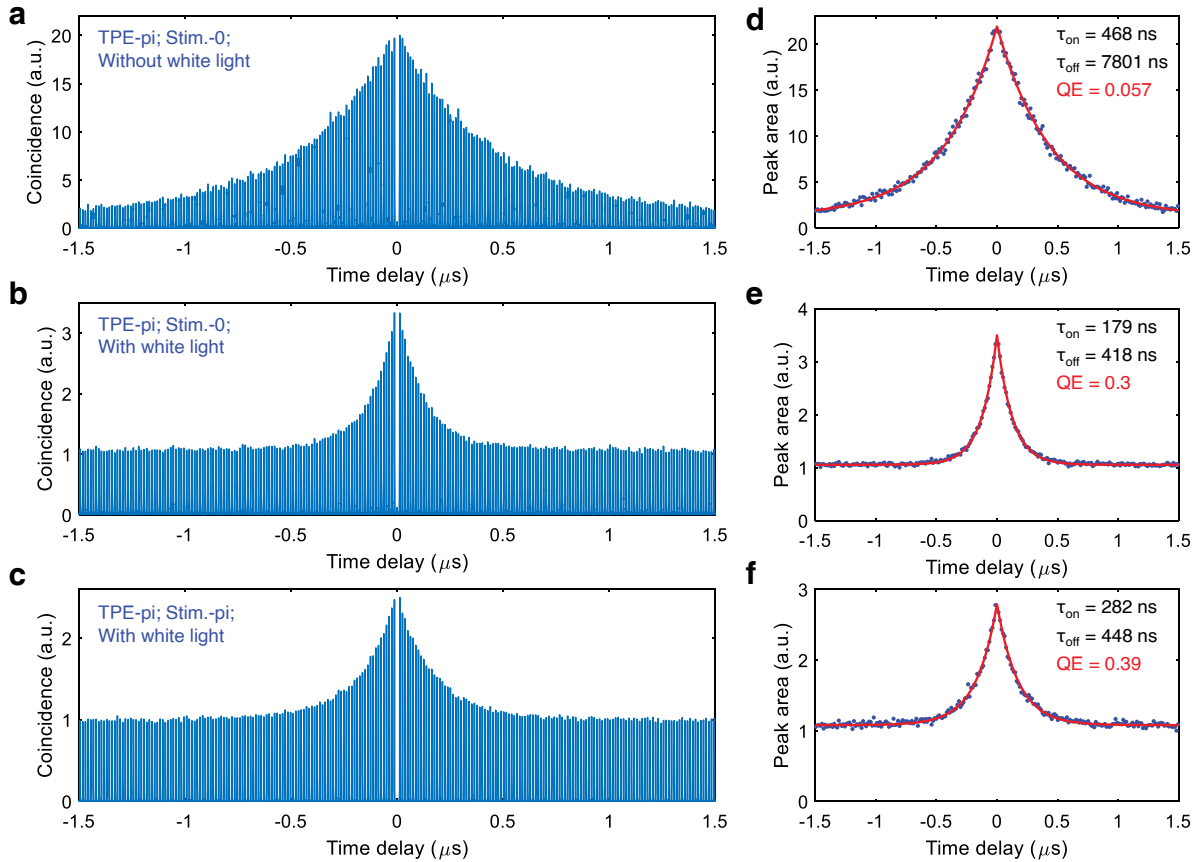 a
TPE-pi; Stim.-0;
Without white light
Coincidence (a.u.)
20
15
10
5
0
-1.5
-1
-0.5
0
0.5
1
1.5
Time delay (μs)
d
τon = 468 ns
τoff = 7801 ns
QE = 0.057
Peak area (a.u.)
20
15
10
5
0
-1.5
-1
-0.5
0
0.5
1
1.5
Time delay (μs)
b
TPE-pi; Stim.-0;
With white light
Coincidence (a.u.)
3
2
1
0
-1.5
-1
-0.5
0
0.5
1
1.5
Time delay (μs)
e
τon = 179 ns
τoff = 418 ns
QE = 0.3
Peak area (a.u.)
4
3
2
1
0
-1.5
-1
-0.5
0
0.5
1
1.5
Time delay (μs)
c
TPE-pi; Stim.-pi;
With white light
Coincidence (a.u.)
2
1
0
-1.5
-1
-0.5
0
0.5
1
1.5
Time delay (μs)
f
τon = 282 ns
τoff = 448 ns
QE = 0.39
Peak area (a.u.)
3
2
1
0
-1.5
-1
-0.5
0
0.5
1
1.5
Time delay (μs)